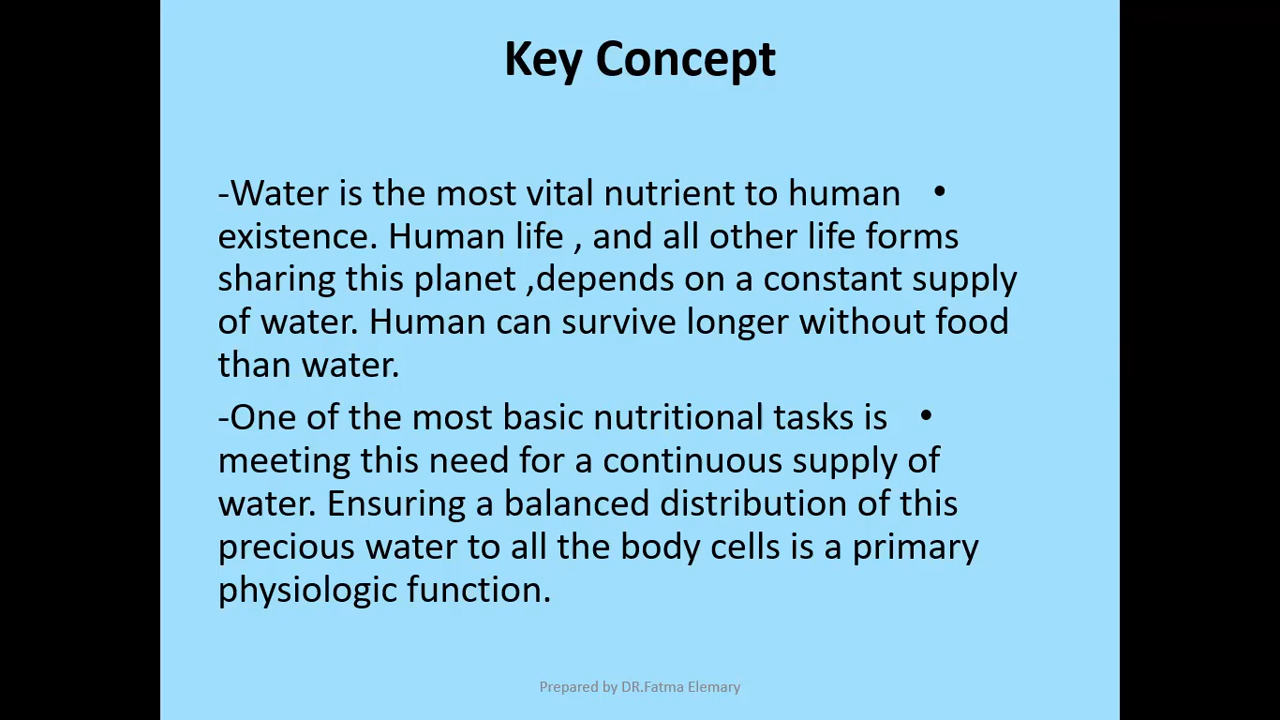 Key Concept
-Water is the most vital nutrient to human •
existence. Human life , and all other life forms
sharing this planet ,depends on a constant supply
of water. Human can survive longer without food
than water.
-One of the most basic nutritional tasks is •
meeting this need for a continuous supply of
water. Ensuring a balanced distribution of this
precious water to all the body cells is a primary
physiologic function.
Prepared by DR.Fatma Elemary